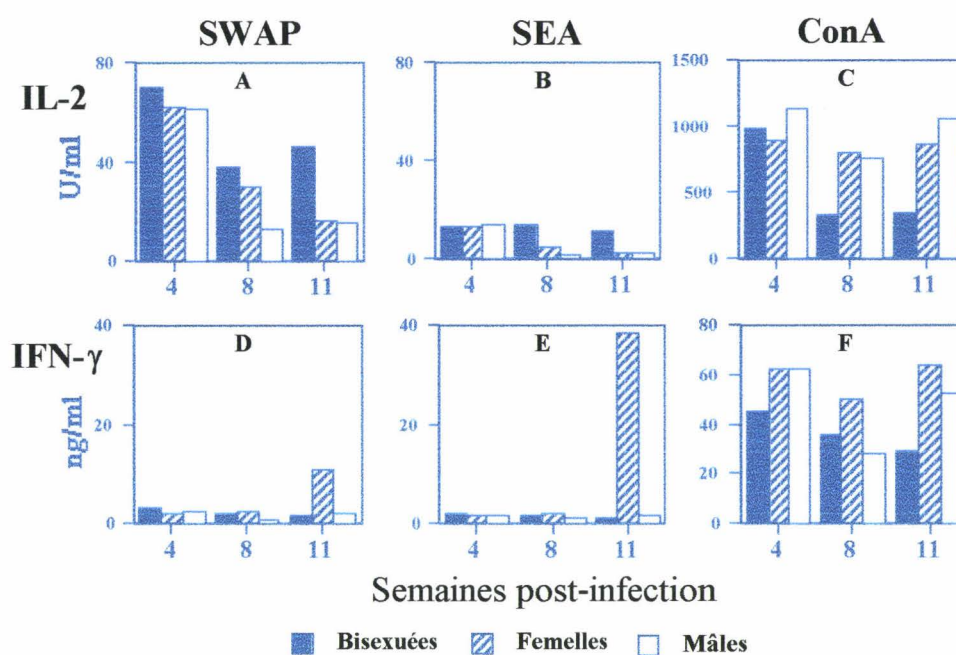 SWAP SEA ConA
IL-2
U/ml
80
40
0
A
4 8 11
80
40
0
B
4 8 11
1500
1000
500
0
C
4 8 11
IFN-γ
ng/ml
40
20
0
D
4 8 11
40
20
0
E
4 8 11
80
60
40
20
0
F
4 8 11
Semaines post-infection
Bisexuées Femelles Mâles